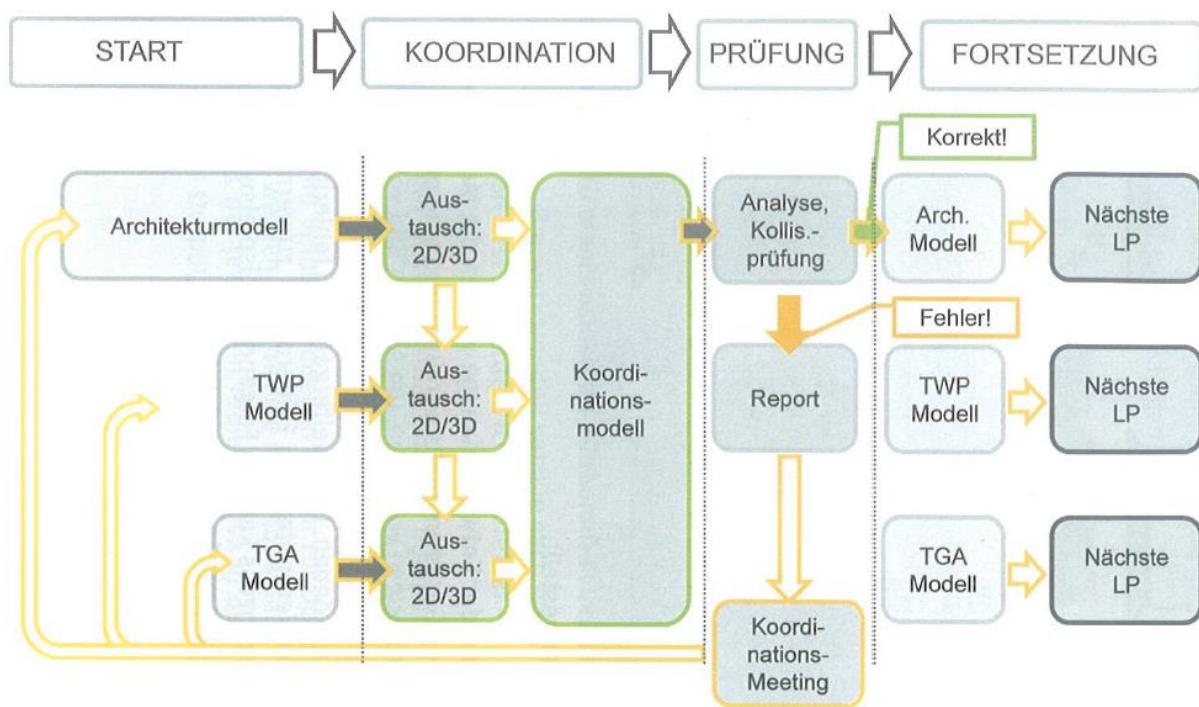 START
KOORDINATION
PRÜFUNG
FORTSETZUNG
Korrekt!
Architekturmodell
Aus-
tausch:
2D/3D
Analyse,
Kollis.-
prüfung
Arch.
Modell
Nächste
LP
Fehler!
TWP
Modell
Aus-
tausch:
2D/3D
Koordi-
nations-
modell
Report
TWP
Modell
Nächste
LP
TGA
Modell
Aus-
tausch:
2D/3D
TGA
Modell
Nächste
LP
Koordi-
nations-
Meeting